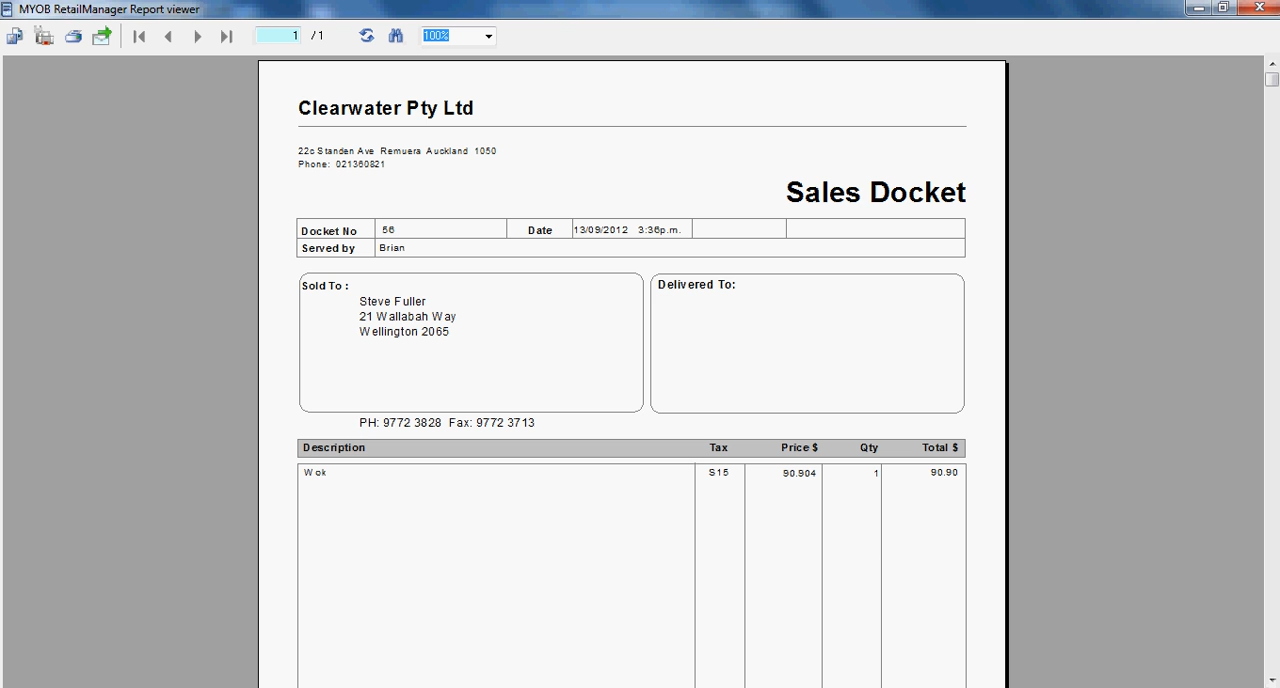 MYOB RetailManager Report viewer
1 /1 100%
Clearwater Pty Ltd
22c Standen Ave Remuera Auckland 1050
Phone: 021360821
Sales Docket
Docket No 56 Date 13/09/2012 3:36p.m.
Served by Brian
Sold To :
Steve Fuller
21 Wallabah Way
Wellington 2065
Delivered To:
PH: 9772 3828 Fax: 9772 3713
Description Tax Price $ Qty Total $
Wok S15 90.904 1 90.90